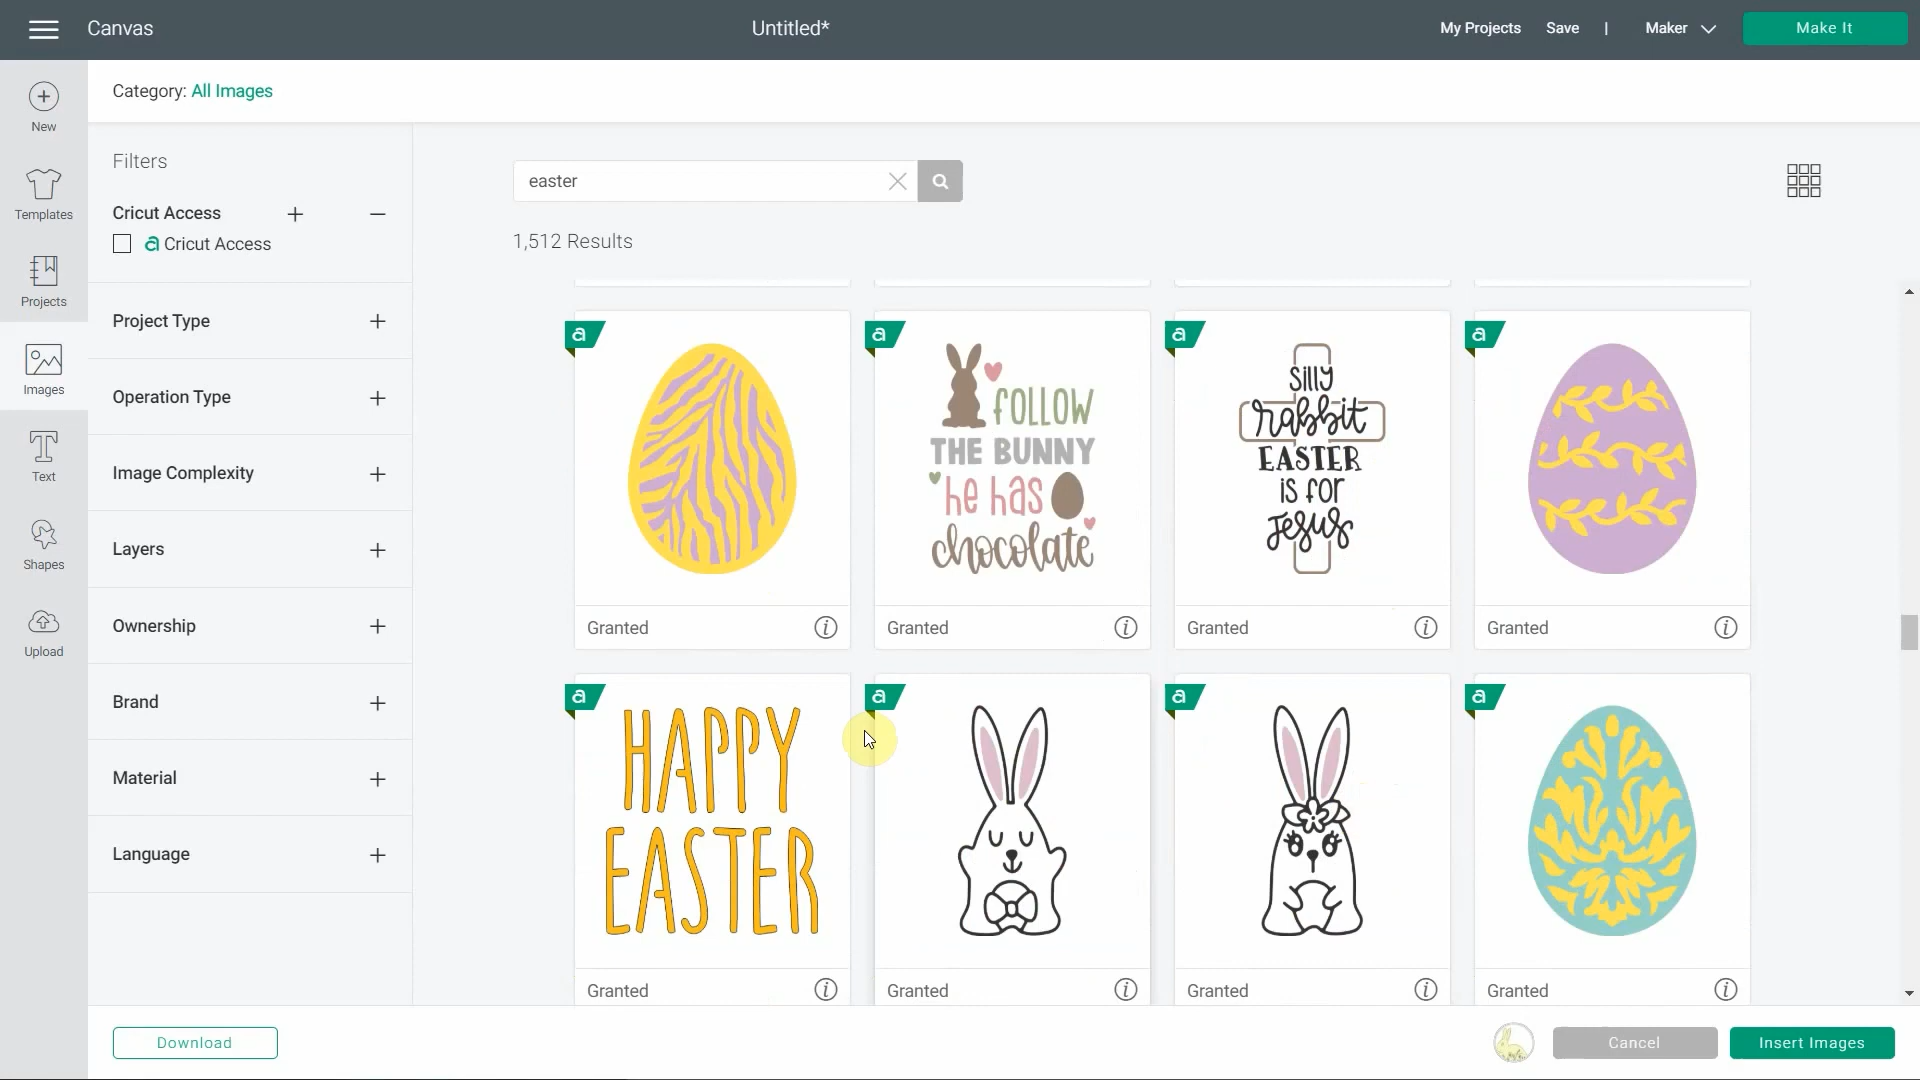 Canvas
Untitled*
My Projects
Save
|
Maker
Make It
New
Templates
Projects
Images
Text
Shapes
Upload
Category: All Images
Filters
Cricut Access
a Cricut Access
Project Type
Operation Type
Image Complexity
Layers
Ownership
Brand
Material
Language
easter
1,512 Results
a
Granted
a
FOLLOW
THE BUNNY
he has
chocolate
Granted
a
SILLY
rabbit
EASTER
is for
Jesus
Granted
a
Granted
a
HAPPY
EASTER
Granted
a
Granted
a
Granted
a
Granted
Download
Cancel
Insert Images